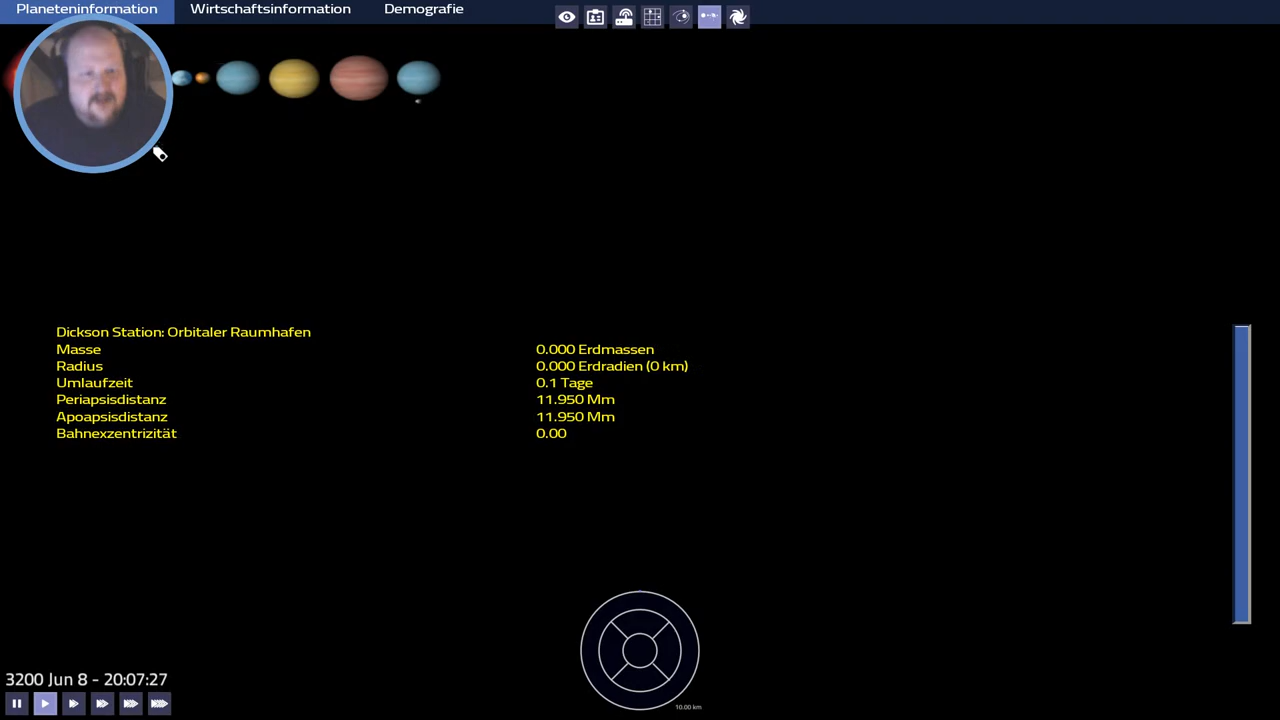 Planeteninformation Wirtschaftsinformation Demografie
Dickson Station: Orbitaler Raumhafen
Masse 0.000 Erdmassen
Radius 0.000 Erdradien (0 km)
Umlaufzeit 0.1 Tage
Periapsisdistanz 11.950 Mm
Apoapsisdistanz 11.950 Mm
Bahnexzentrizität 0.00
3200 Jun 8 - 20:07:27
10.00 km